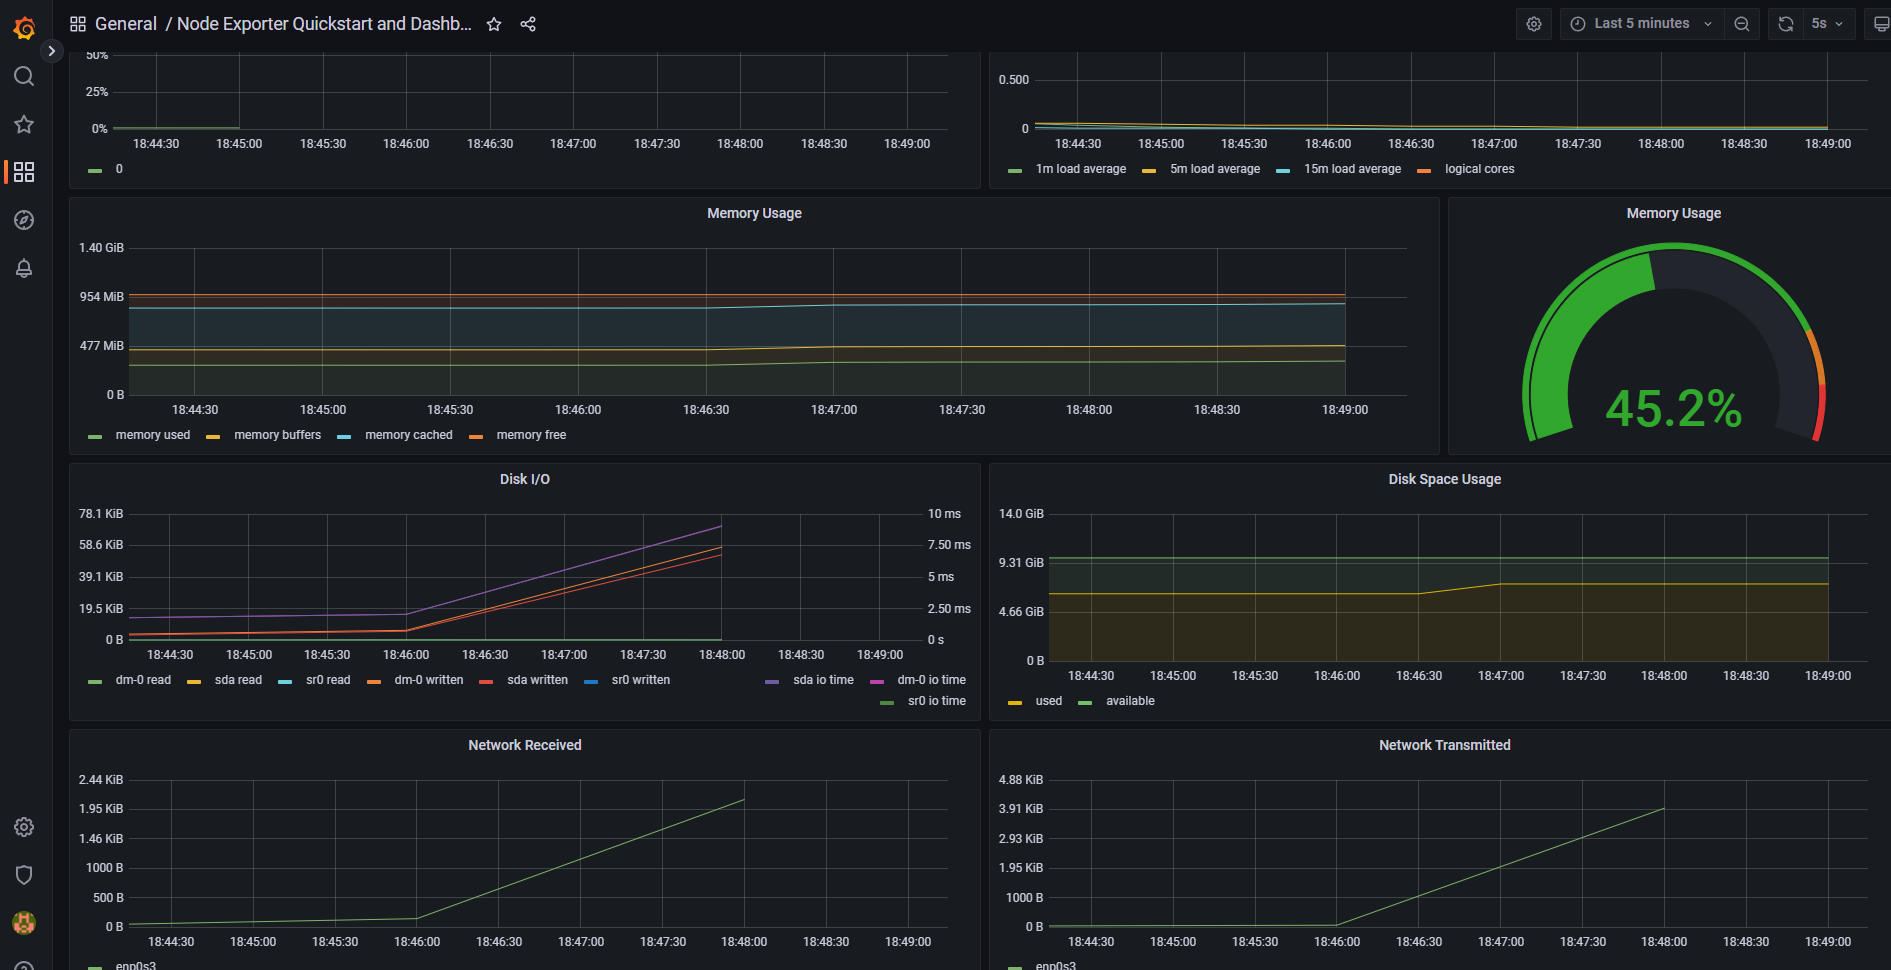 General / Node Exporter Quickstart and Dashb...
Last 5 minutes
5s
50%
25%
0%
18:44:30 18:45:00 18:45:30 18:46:00 18:46:30 18:47:00 18:47:30 18:48:00 18:48:30 18:49:00
0
0.500
0
18:44:30 18:45:00 18:45:30 18:46:00 18:46:30 18:47:00 18:47:30 18:48:00 18:48:30 18:49:00
1m load average 5m load average 15m load average logical cores
Memory Usage
1.40 GiB
954 MiB
477 MiB
0 B
18:44:30 18:45:00 18:45:30 18:46:00 18:46:30 18:47:00 18:47:30 18:48:00 18:48:30 18:49:00
memory used memory buffers memory cached memory free
Memory Usage
45.2%
Disk I/O
78.1 KiB 10 ms
58.6 KiB 7.50 ms
39.1 KiB 5 ms
19.5 KiB 2.50 ms
0 B 0 s
18:44:30 18:45:00 18:45:30 18:46:00 18:46:30 18:47:00 18:47:30 18:48:00 18:48:30 18:49:00
dm-0 read sda read sr0 read dm-0 written sda written sr0 written sda io time dm-0 io time
sr0 io time
Disk Space Usage
14.0 GiB
9.31 GiB
4.66 GiB
0 B
18:44:30 18:45:00 18:45:30 18:46:00 18:46:30 18:47:00 18:47:30 18:48:00 18:48:30 18:49:00
used available
Network Received
2.44 KiB
1.95 KiB
1.46 KiB
1000 B
500 B
0 B
18:44:30 18:45:00 18:45:30 18:46:00 18:46:30 18:47:00 18:47:30 18:48:00 18:48:30 18:49:00
enp0s3
Network Transmitted
4.88 KiB
3.91 KiB
2.93 KiB
1.95 KiB
1000 B
0 B
18:44:30 18:45:00 18:45:30 18:46:00 18:46:30 18:47:00 18:47:30 18:48:00 18:48:30 18:49:00
enp0s3